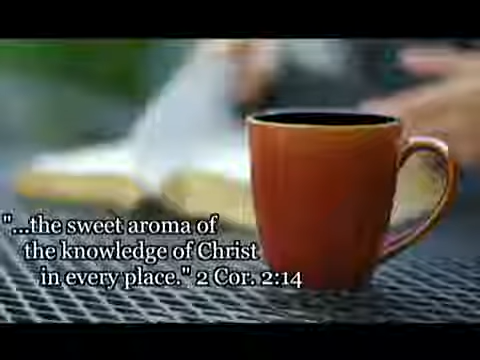 "...the sweet aroma of
the knowledge of Christ
in every place." 2 Cor. 2:14